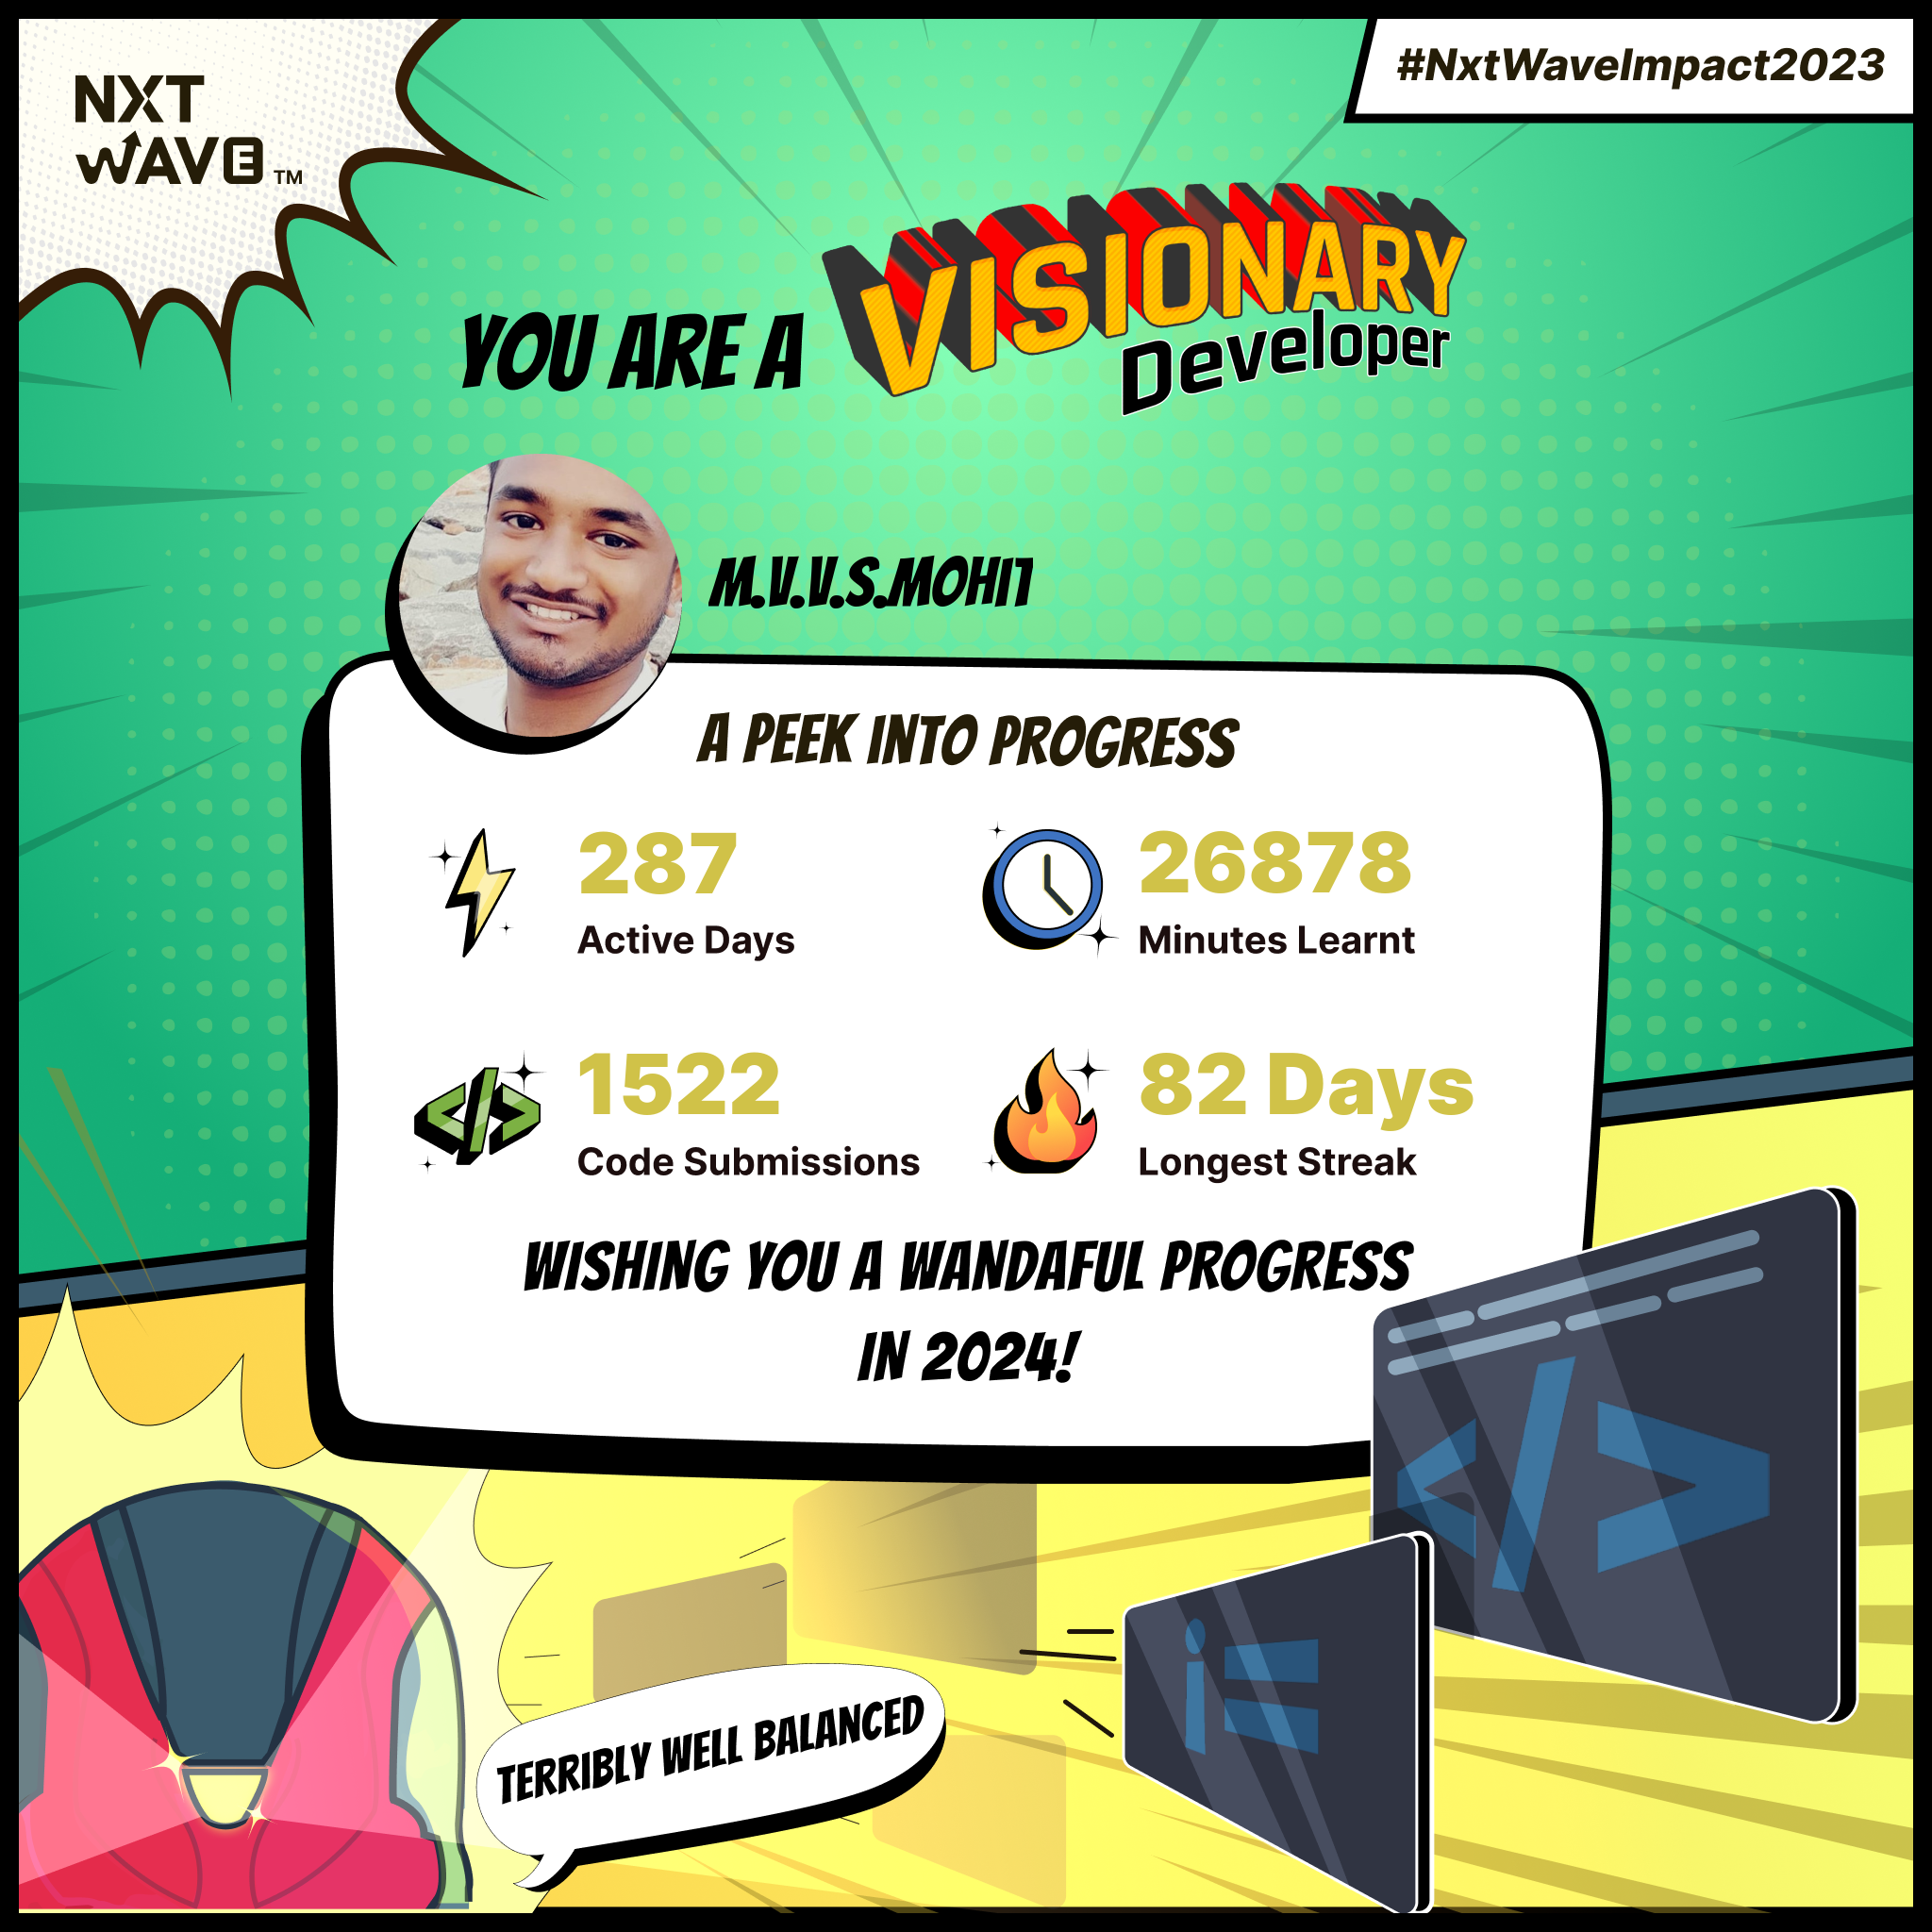 NXT
WAVE TM
#NxtWaveImpact2023
YOU ARE A
VISIONARY
Developer
M.V.V.S.MOHIT
A PEEK INTO PROGRESS
287
Active Days
26878
Minutes Learnt
1522
Code Submissions
82 Days
Longest Streak
WISHING YOU A WANDAFUL PROGRESS
IN 2024!
</>
i=
TERRIBLY WELL BALANCED